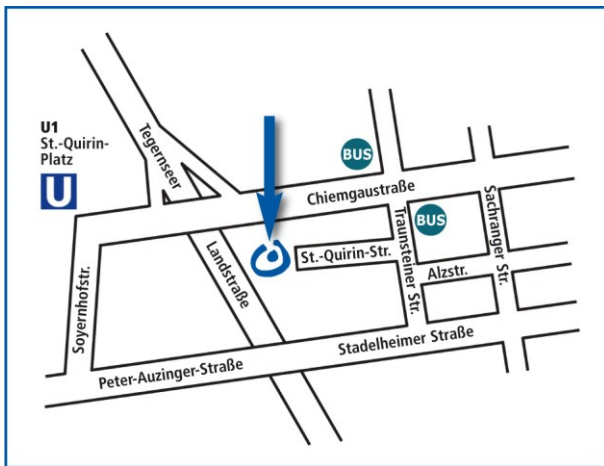 U1
St.-Quirin-
Platz
U
Tegernseer
BUS
Chiemgaustraße
BUS
Sachranger Str.
Traunsteiner Str.
Landstraße
St.-Quirin-Str.
Alzstr.
Soyernhofstr.
Stadelheimer Straße
Peter-Auzinger-Straße